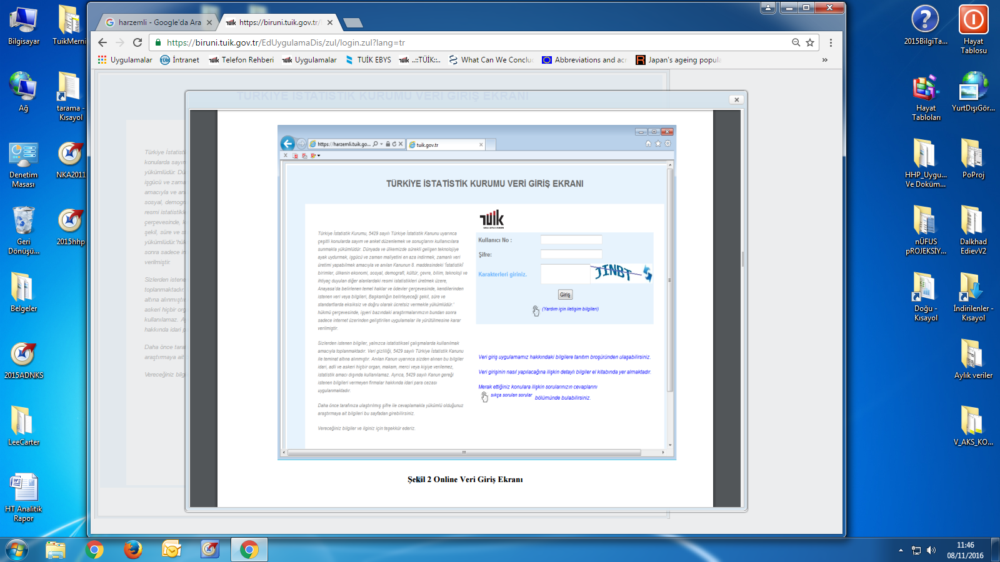 Bilgisayar
TuikMerni
Ağ
tarama - Kısayol
Denetim Masası
NKA2011
Geri Dönüşü...
2015hhp
Belgeler
2015ADNKS
LeeCarter
HT Analitik Rapor
harzemli - Google'da Ara
https://biruni.tuik.gov.tr/
https://biruni.tuik.gov.tr/EdUygulamaDis/zul/login.zul?lang=tr
Uygulamalar
İntranet
TUİK Telefon Rehberi
TUİK Uygulamalar
TUİK EBYS
TUİK ..::TÜİK::..
What Can We Conclu
Abbreviations and acr
Japan's ageing popula
»
TÜRKİYE İSTATİSTİK KURUMU VERİ GİRİŞ EKRANI
Türkiye İstatisti
konularda sayın
yükümlüdür. Dü
işgücü ve zama
amacıyla ve an
sosyal, demogra
resmi istatistikle
çerçevesinde, k
şekil, süre ve st
yükümlüdür.'hük
sonra sadece in
verilmiştir.
Sizlerden istene
toplanmaktadır.
altına alınmıştır
askeri hiçbir org
kullanılamaz. Ay
hakkında idari p
Daha önce taraf
araştırmaya ait
Vereceğiniz bilg
https://harzemli.tuik.go...
tuik.gov.tr
TÜRKİYE İSTATİSTİK KURUMU VERİ GİRİŞ EKRANI
TUİK
Türkiye İstatistik Kurumu, 5429 sayılı Türkiye İstatistik Kanunu uyarınca
çeşitli konularda sayım ve anket düzenlemek ve sonuçlarını kullanıcılara
sunmakla yükümlüdür. Dünyada ve ülkemizde sürekli gelişen teknolojiye
ayak uydurmak, işgücü ve zaman maliyetini en aza indirmek, zamanlı veri
üretimi yapabilmek amacıyla ve anılan Kanunun 8. maddesindeki 'İstatistikî
birimler, ülkenin ekonomi, sosyal, demografi, kültür, çevre, bilim, teknoloji ve
ihtiyaç duyulan diğer alanlardaki resmi istatistikleri üretmek üzere,
Anayasa'da belirlenen temel haklar ve ödevler çerçevesinde, kendilerinden
istenen veri veya bilgileri, Başkanlığın belirleyeceği şekil, süre ve
standartlarda eksiksiz ve doğru olarak ücretsiz vermekle yükümlüdür.'
hükmü çerçevesinde, işyeri bazındaki araştırmalarımızın bundan sonra
sadece internet üzerinden geliştirilen uygulamalar ile yürütülmesine karar
verilmiştir.
Sizlerden istenen bilgiler, yalnızca istatistiksel çalışmalarda kullanılmak
amacıyla toplanmaktadır. Veri gizliliği, 5429 sayılı Türkiye İstatistik Kanunu
ile teminat altına alınmıştır. Anılan Kanun uyarınca sizden alınan bu bilgiler
idari, adli ve askeri hiçbir organ, makam, merci veya kişiye verilemez,
istatistik amacı dışında kullanılamaz. Ayrıca, 5429 sayılı Kanun gereği
istenen bilgileri vermeyen firmalar hakkında idari para cezası
uygulanmaktadır.
Daha önce tarafınıza ulaştırılmış şifre ile cevaplamakla yükümlü olduğunuz
araştırmaya ait bilgileri bu sayfadan girebilirsiniz.
Vereceğiniz bilgiler ve ilginiz için teşekkür ederiz.
Kullanıcı No :
Şifre:
Karakterleri giriniz.
JINBT
Giriş
(Yardım için iletişim bilgileri)
Veri giriş uygulamamız hakkındaki bilgilere tanıtım broşüründen ulaşabilirsiniz.
Veri girişinin nasıl yapılacağına ilişkin detaylı bilgiler el kitabında yer almaktadır.
Merak ettiğiniz konulara ilişkin sorularınızın cevaplarını
sıkça sorulan sorular bölümünde bulabilirsiniz.
Şekil 2 Online Veri Giriş Ekranı
2015BilgiTa...
Hayat Tablosu
Hayat Tabloları
YurtDışıGör...
HHP_Uygu... Ve Doküm...
PoProj
nÜFUS pROJEKSİY...
Dalkhad EdievV2
Doğu - Kısayol
İndirilenler - Kısayol
Aylık veriler
V_AKS_KO...
11:46
08/11/2016